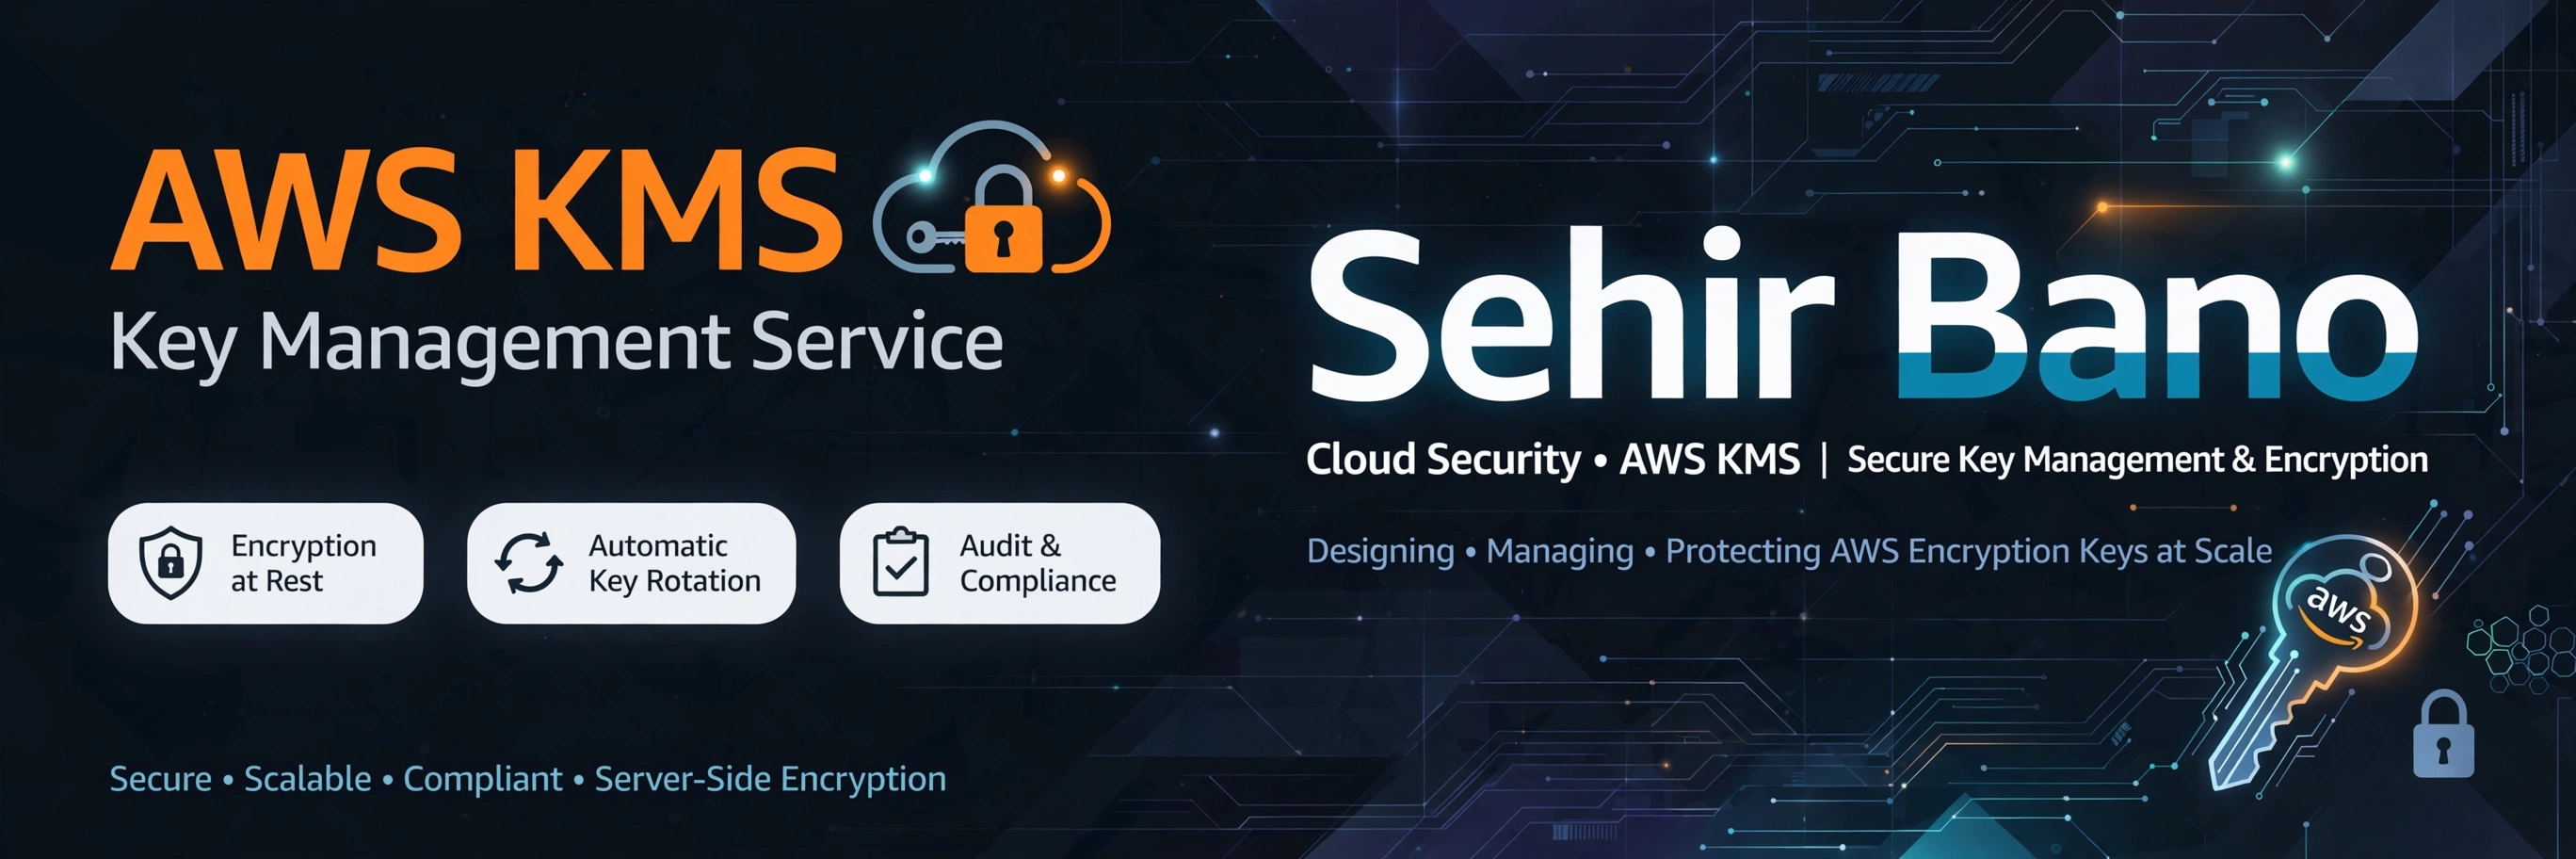 AWS KMS
Key Management Service
Encryption
at Rest
Automatic
Key Rotation
Audit &
Compliance
Secure • Scalable • Compliant • Server-Side Encryption
Sehir Bano
Cloud Security • AWS KMS | Secure Key Management & Encryption
Designing • Managing • Protecting AWS Encryption Keys at Scale
aws